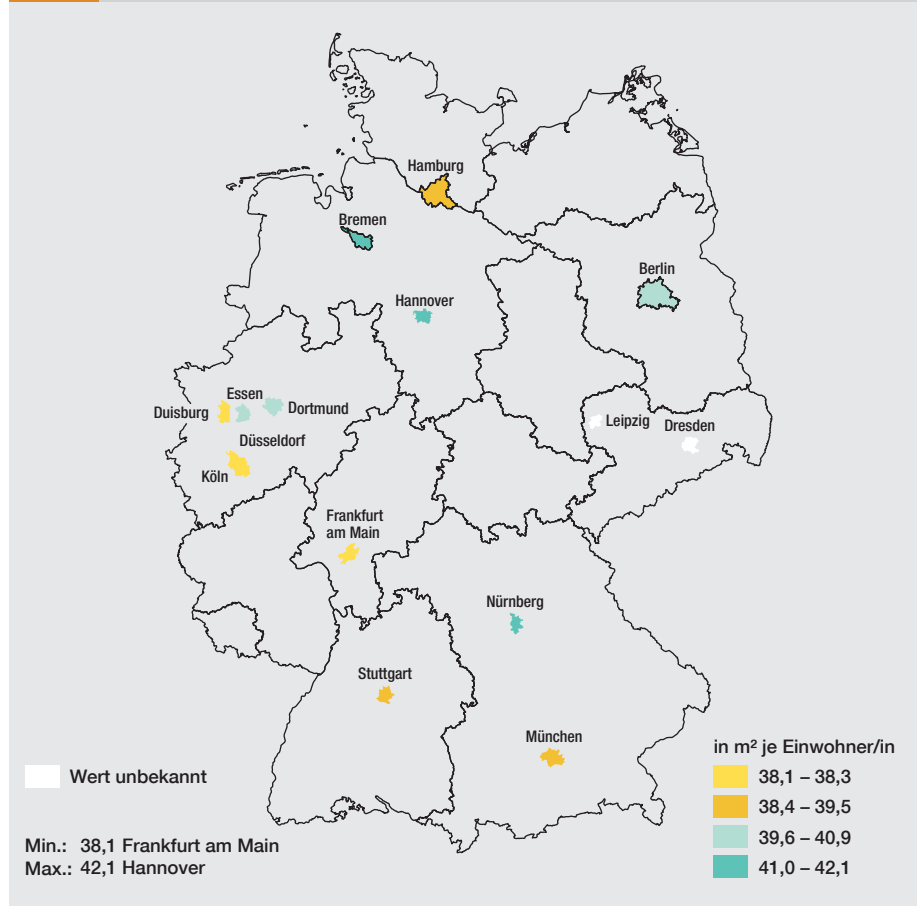 Hamburg
Bremen
Berlin
Hannover
Essen
Duisburg
Dortmund
Leipzig
Dresden
Düsseldorf
Köln
Frankfurt
am Main
Nürnberg
Stuttgart
München
in m² je Einwohner/in
38,1 – 38,3
38,4 – 39,5
39,6 – 40,9
41,0 – 42,1
Wert unbekannt
Min.: 38,1 Frankfurt am Main
Max.: 42,1 Hannover